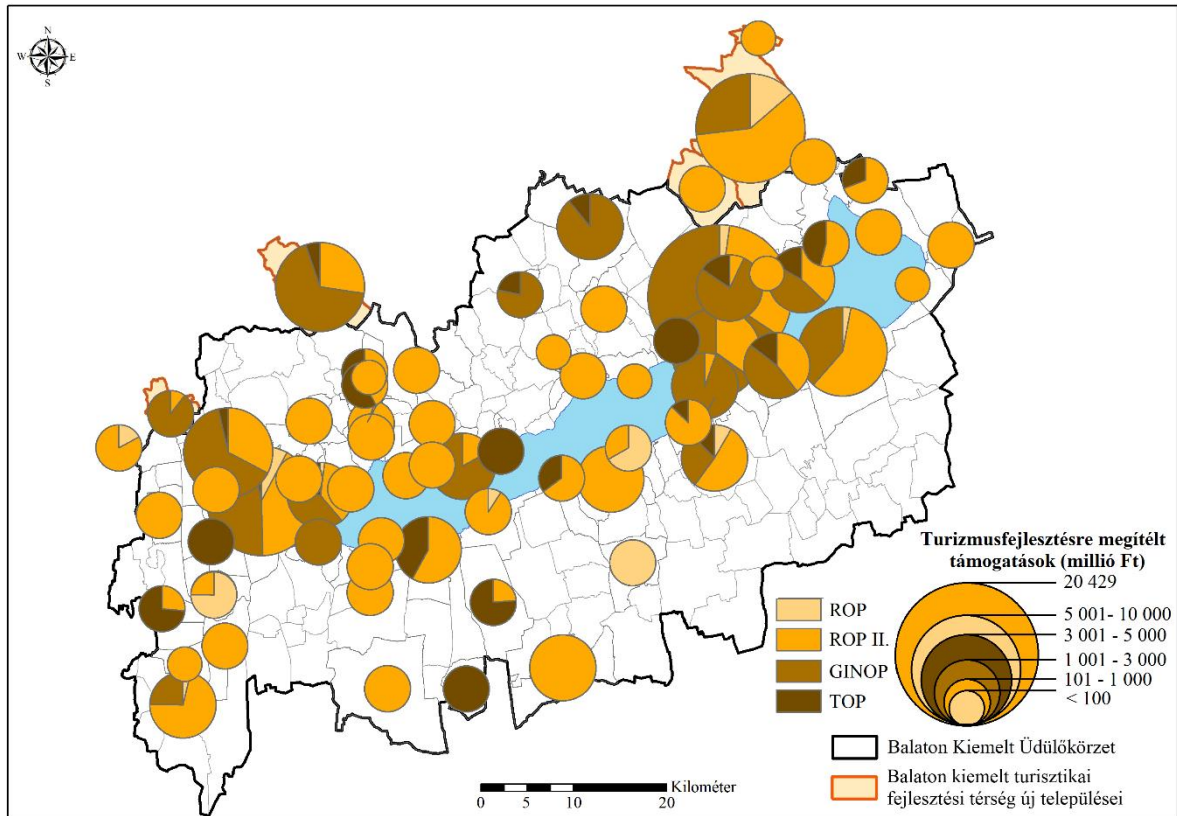 N
W E
S
Turizmusfejlesztésre megítélt
támogatások (millió Ft)
20 429
5 001- 10 000
3 001 - 5 000
1 001 - 3 000
101 - 1 000
< 100
ROP
ROP II.
GINOP
TOP
Balaton Kiemelt Üdülőkörzet
Balaton kiemelt turisztikai
fejlesztési térség új települései
Kilométer
0 5 10 20